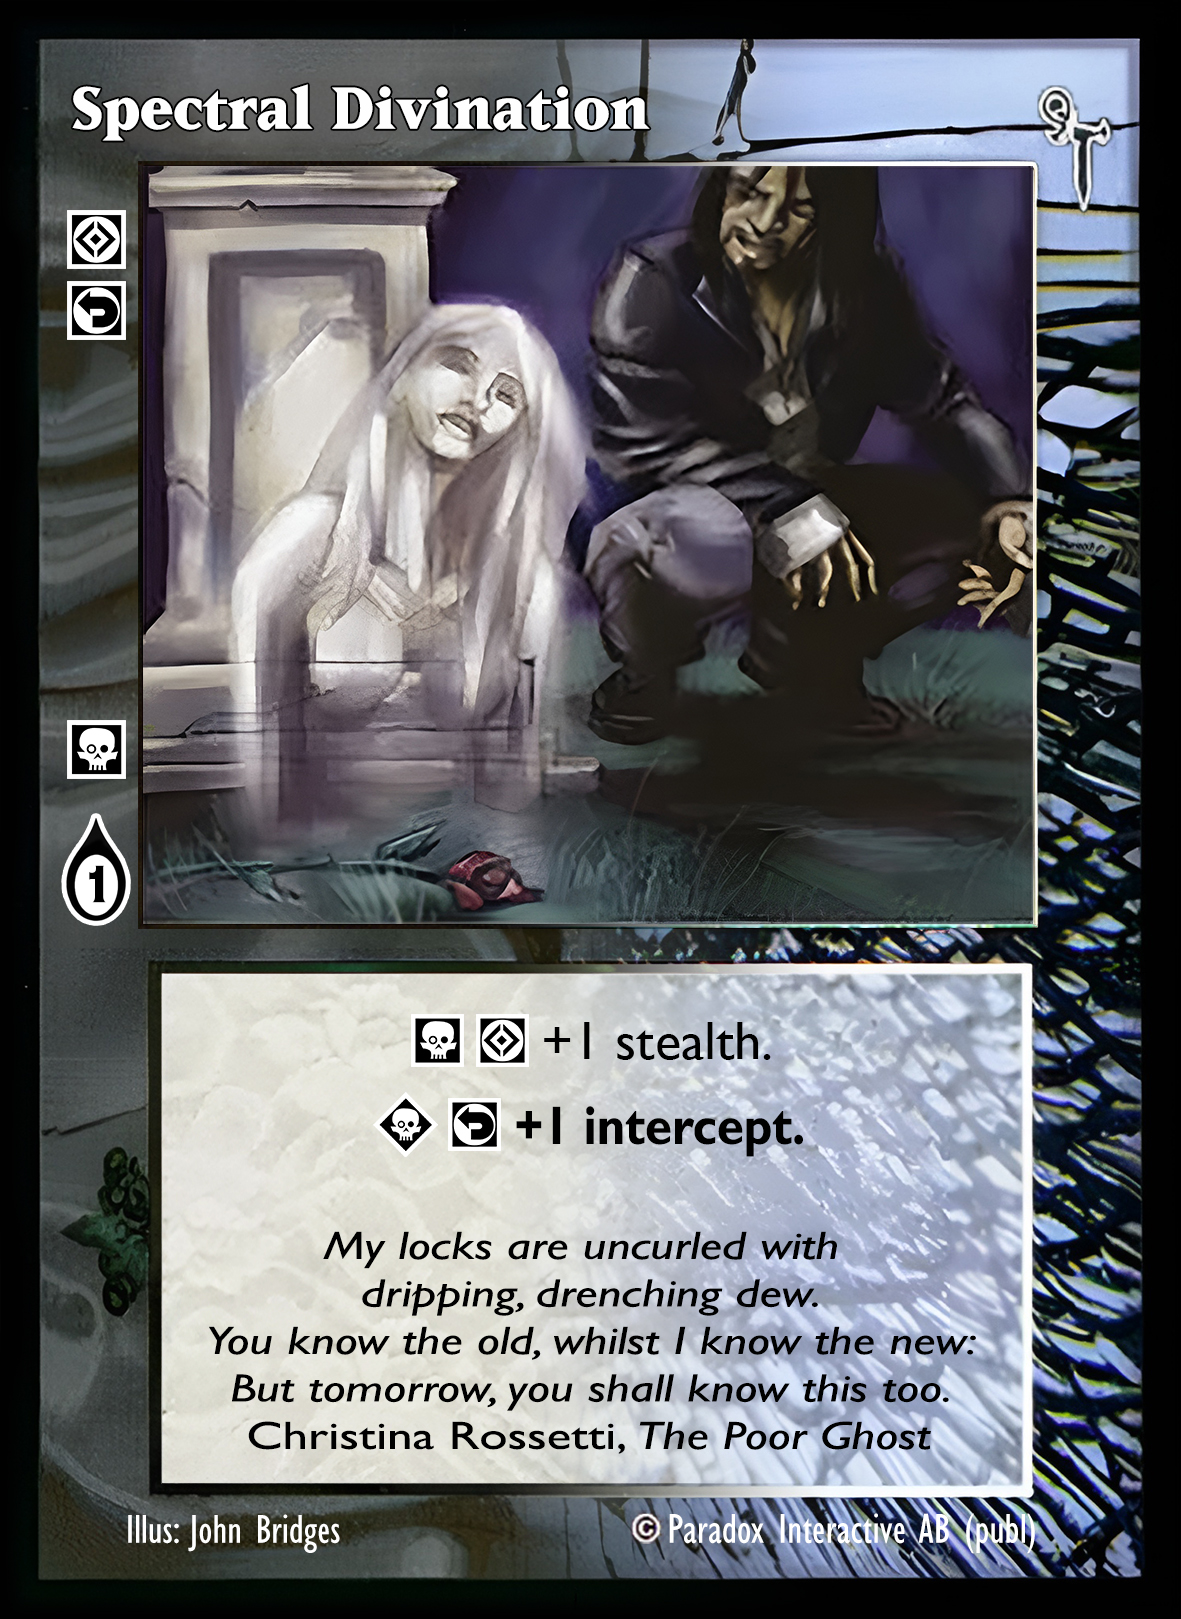 Spectral Divination
1
+1 stealth.
+1 intercept.
My locks are uncurled with
dripping, drenching dew.
You know the old, whilst I know the new:
But tomorrow, you shall know this too.
Christina Rossetti, The Poor Ghost
Illus: John Bridges
© Paradox Interactive AB (publ)